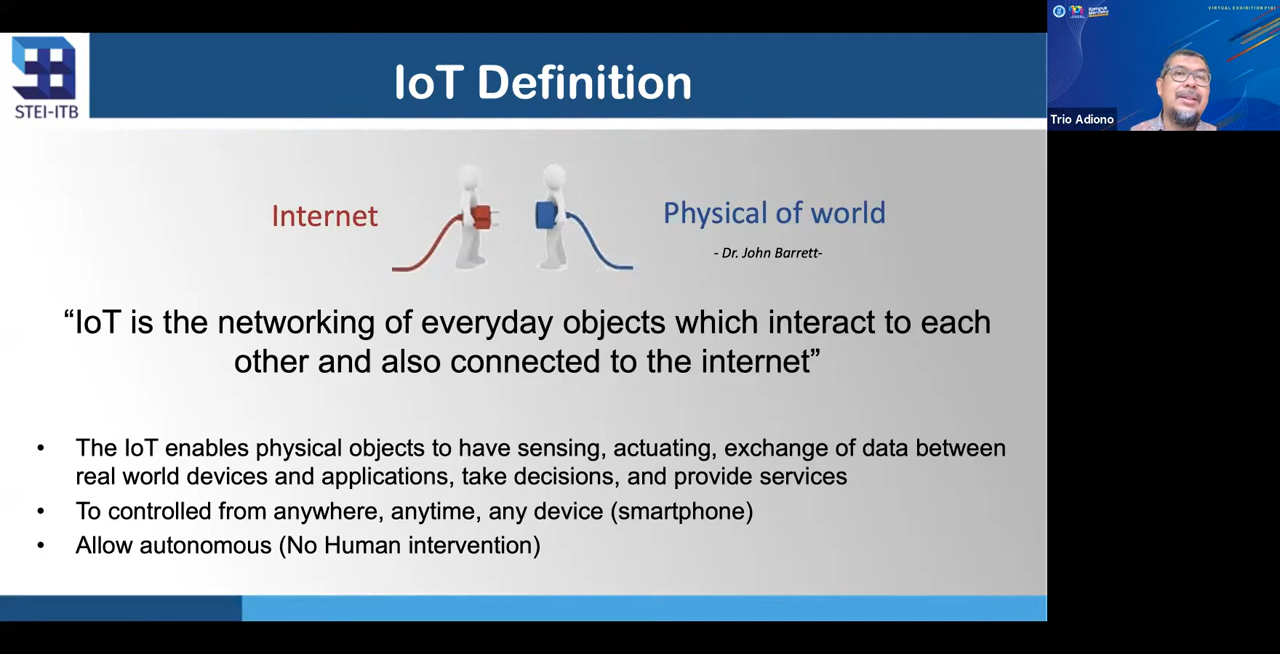 STEI-ITB
IoT Definition
Internet
Physical of world
- Dr. John Barrett-
“IoT is the networking of everyday objects which interact to each
other and also connected to the internet”
• The IoT enables physical objects to have sensing, actuating, exchange of data between
real world devices and applications, take decisions, and provide services
• To controlled from anywhere, anytime, any device (smartphone)
• Allow autonomous (No Human intervention)
VIRTUAL EXHIBITION
Trio Adiono